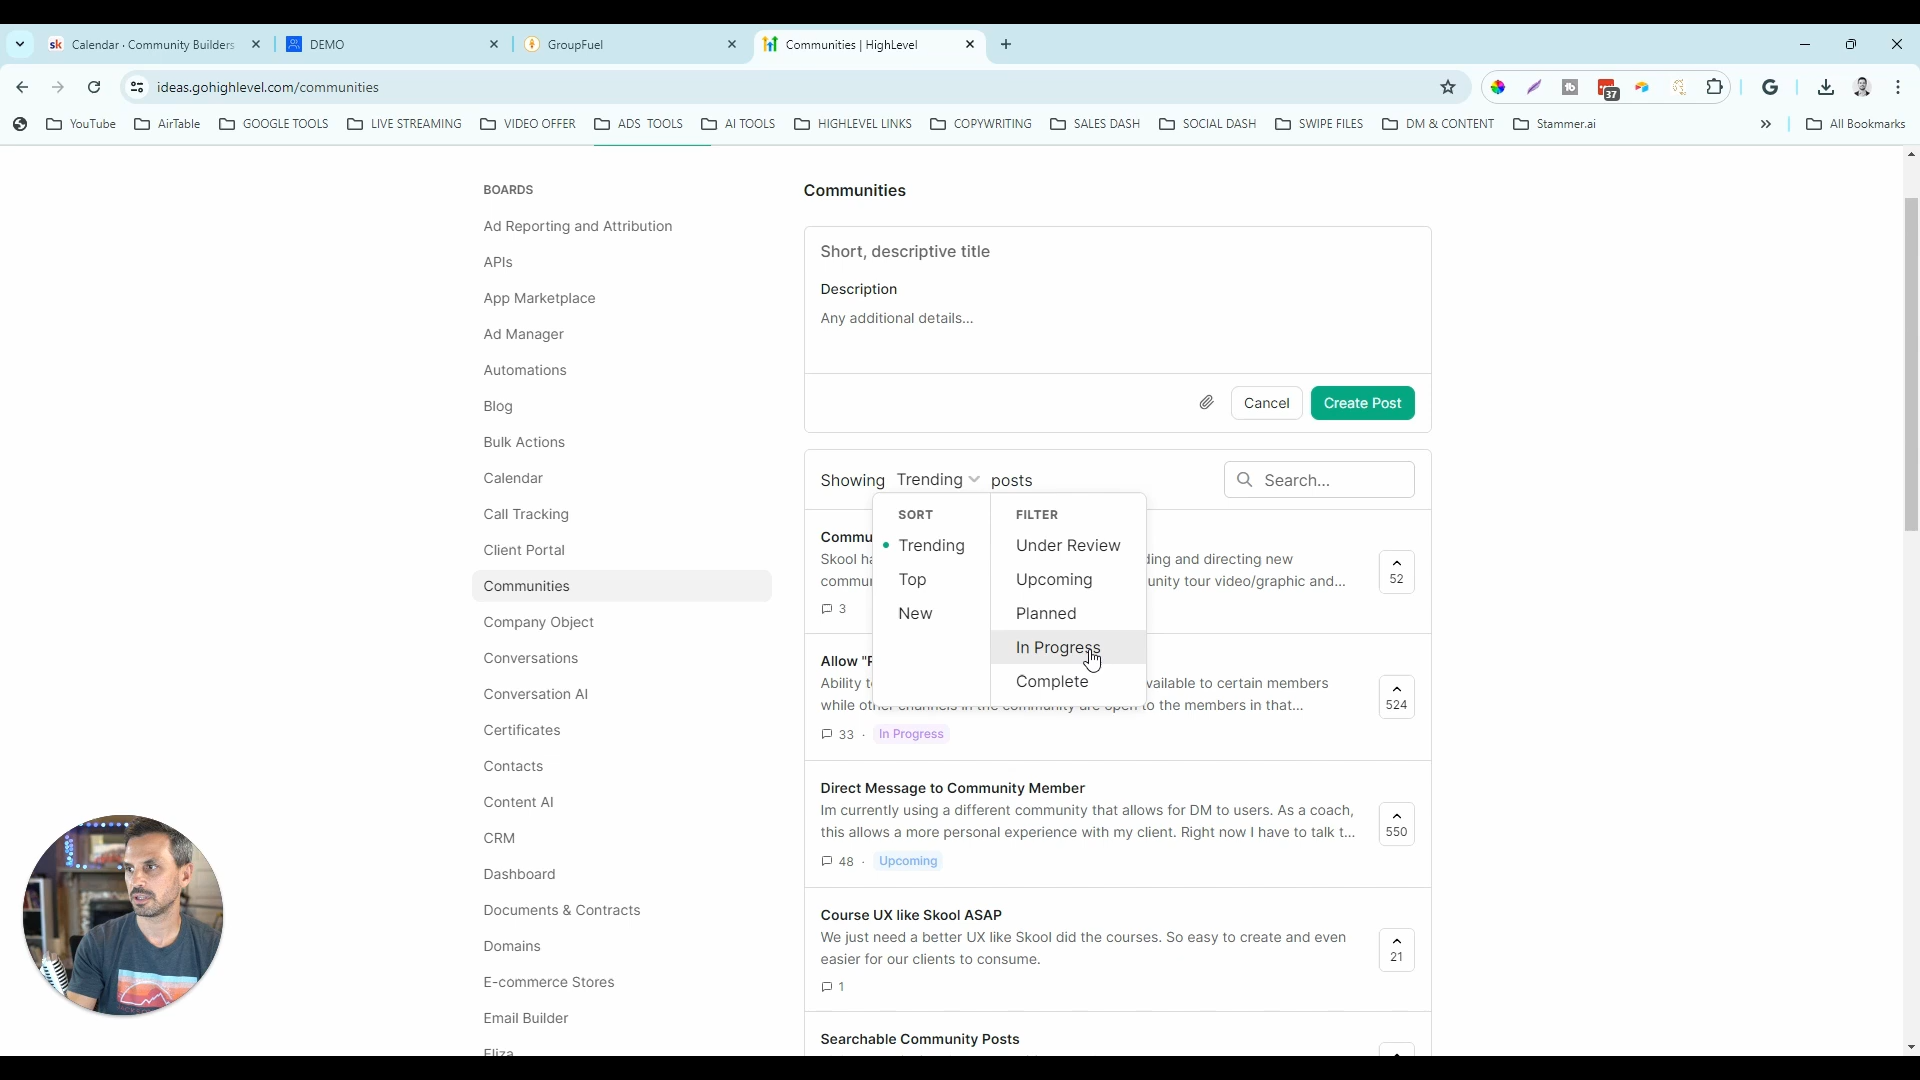 Calendar · Community Builders
DEMO
GroupFuel
Communities | HighLevel
ideas.gohighlevel.com/communities
37
YouTube
AirTable
GOOGLE TOOLS
LIVE STREAMING
VIDEO OFFER
ADS TOOLS
AI TOOLS
HIGHLEVEL LINKS
COPYWRITING
SALES DASH
SOCIAL DASH
SWIPE FILES
DM & CONTENT
Stammer.ai
All Bookmarks
BOARDS
Ad Reporting and Attribution
APIs
App Marketplace
Ad Manager
Automations
Blog
Bulk Actions
Calendar
Call Tracking
Client Portal
Communities
Company Object
Conversations
Conversation AI
Certificates
Contacts
Content AI
CRM
Dashboard
Documents & Contracts
Domains
E-commerce Stores
Email Builder
Communities
Short, descriptive title
Description
Any additional details...
Cancel
Create Post
Showing Trending posts
Search...
SORT
Trending
Top
New
FILTER
Under Review
Upcoming
Planned
In Progress
Complete
Skool
and directing new
tour video/graphic and...
3
52
Allow
Ability
to certain members
while
to the members in that...
33 · In Progress
524
Direct Message to Community Member
Im currently using a different community that allows for DM to users. As a coach,
this allows a more personal experience with my client. Right now I have to talk t...
48 · Upcoming
550
Course UX like Skool ASAP
We just need a better UX like Skool did the courses. So easy to create and even
easier for our clients to consume.
1
21
Searchable Community Posts